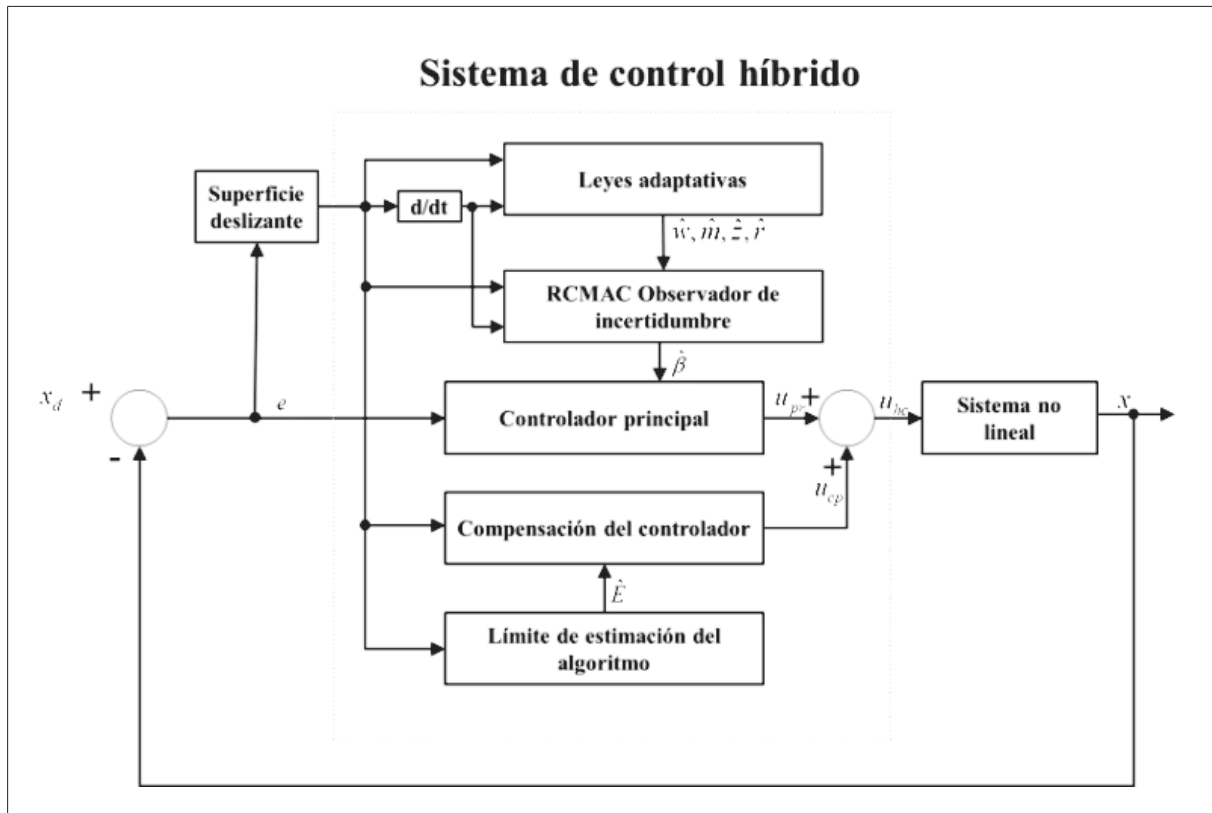 Sistema de control híbrido
Superficie
deslizante
d/dt
Leyes adaptativas
ŵ, m̂, ẑ, r̂
RCMAC Observador de
incertidumbre
β̂
x_d +
-
e
Controlador principal
u_pr +
u_hc
Sistema no
lineal
x
+
u_cp
Compensación del controlador
Ê
Límite de estimación del
algoritmo